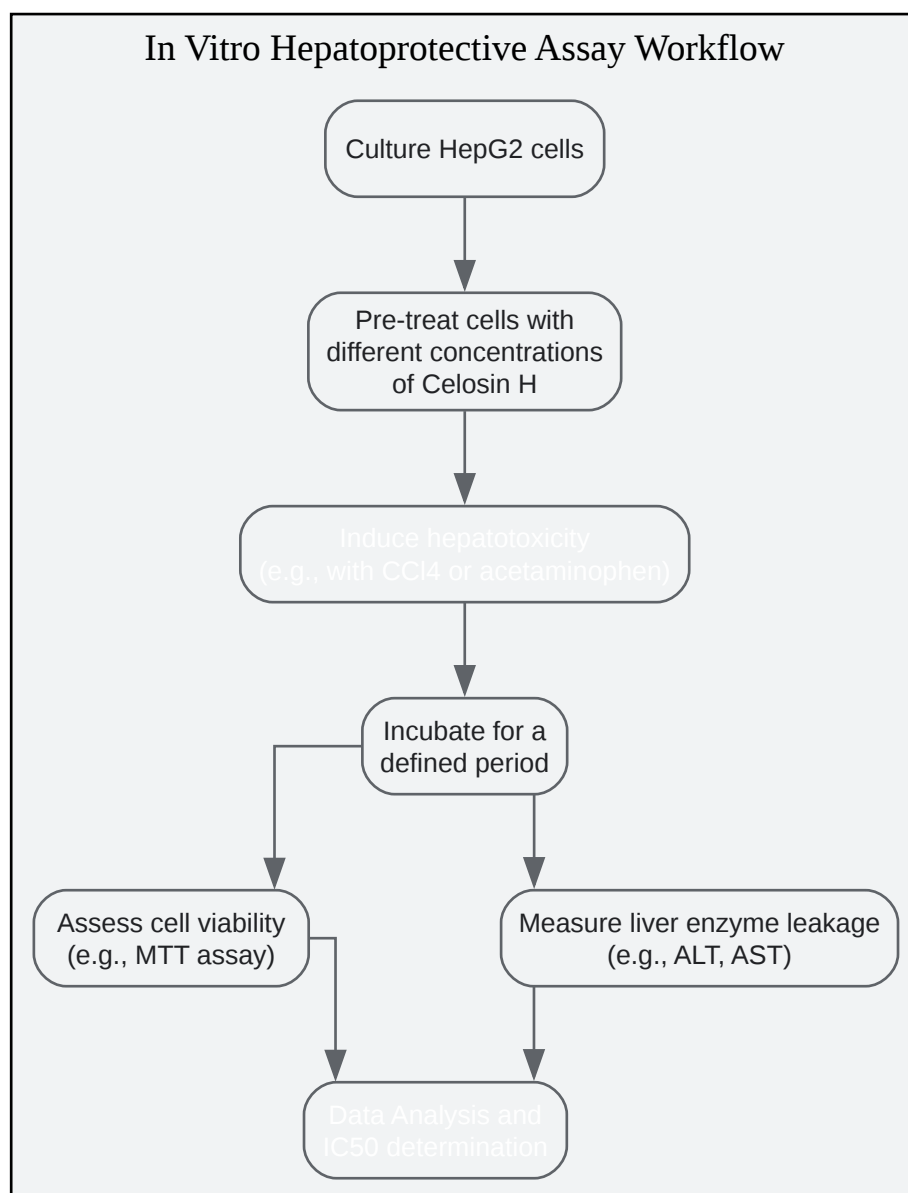 In Vitro Hepatoprotective Assay Workflow
Culture HepG2 cells
Pre-treat cells with
different concentrations
of Celosin H
Induce hepatotoxicity
(e.g., with CCl4 or acetaminophen)
Incubate for a
defined period
Assess cell viability
(e.g., MTT assay)
Measure liver enzyme leakage
(e.g., ALT, AST)
Data Analysis and
IC50 determination